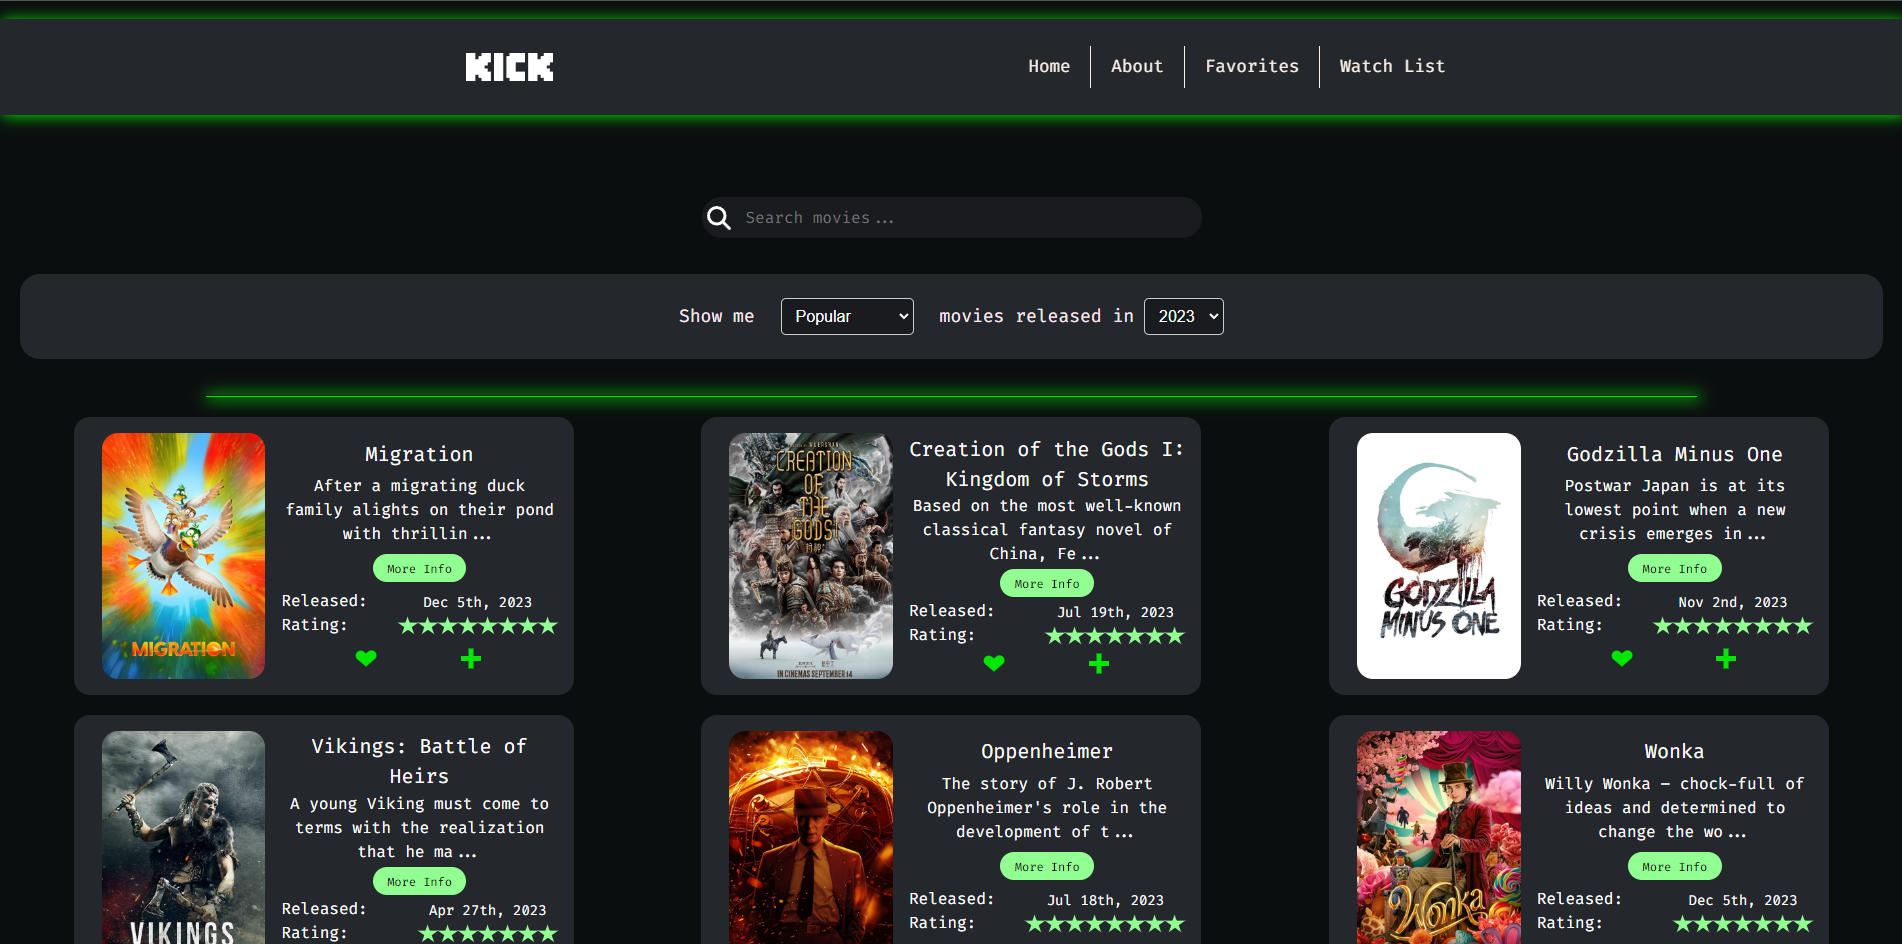 KICK
Home
About
Favorites
Watch List
Search movies...
Show me
Popular
movies released in
2023
MIGRATION
Migration
After a migrating duck
family alights on their pond
with thrillin...
More Info
Released:
Dec 5th, 2023
Rating:
★★★★★★★★
CREATION
OF
THE
GODS
IN CINEMAS SEPTEMBER 14
Creation of the Gods I:
Kingdom of Storms
Based on the most well-known
classical fantasy novel of
China, Fe...
More Info
Released:
Jul 19th, 2023
Rating:
★★★★★★★
GODZILLA
MINUS ONE
Godzilla Minus One
Postwar Japan is at its
lowest point when a new
crisis emerges in...
More Info
Released:
Nov 2nd, 2023
Rating:
★★★★★★★★
VIKINGS
Vikings: Battle of
Heirs
A young Viking must come to
terms with the realization
that he ma...
More Info
Released:
Apr 27th, 2023
Rating:
★★★★★★★
Oppenheimer
The story of J. Robert
Oppenheimer's role in the
development of t...
More Info
Released:
Jul 18th, 2023
Rating:
★★★★★★★★
Wonka
Wonka
Willy Wonka – chock-full of
ideas and determined to
change the wo...
More Info
Released:
Dec 5th, 2023
Rating:
★★★★★★★